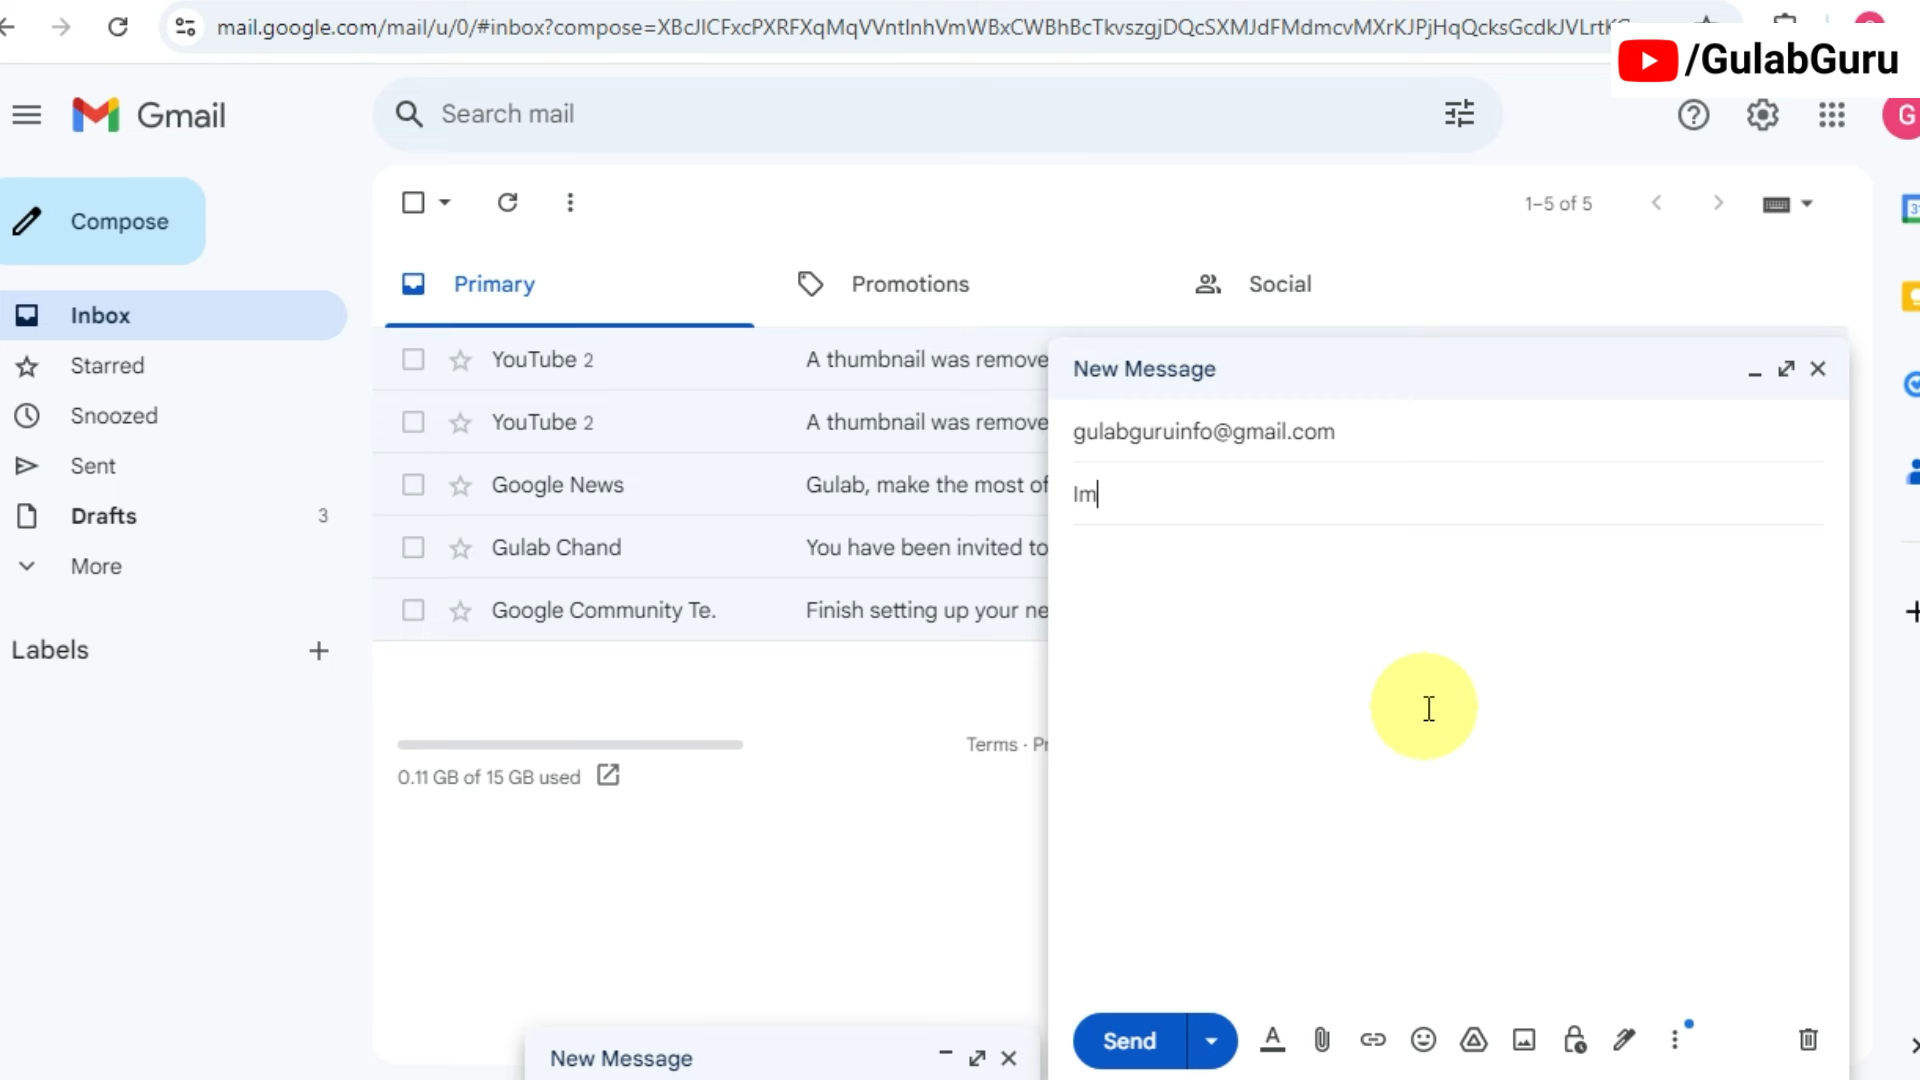 mail.google.com/mail/u/0/#inbox?compose=
/GulabGuru
Gmail
Search mail
G
Compose
1–5 of 5
Inbox
Primary
Promotions
Social
Starred
YouTube 2
A thumbnail was remove
New Message
Snoozed
YouTube 2
A thumbnail was remove
gulabguruinfo@gmail.com
Sent
Google News
Gulab, make the most of
Im
Drafts
3
Gulab Chand
You have been invited to
More
Google Community Te.
Finish setting up your ne
Labels
0.11 GB of 15 GB used
Terms · Pr
New Message
Send